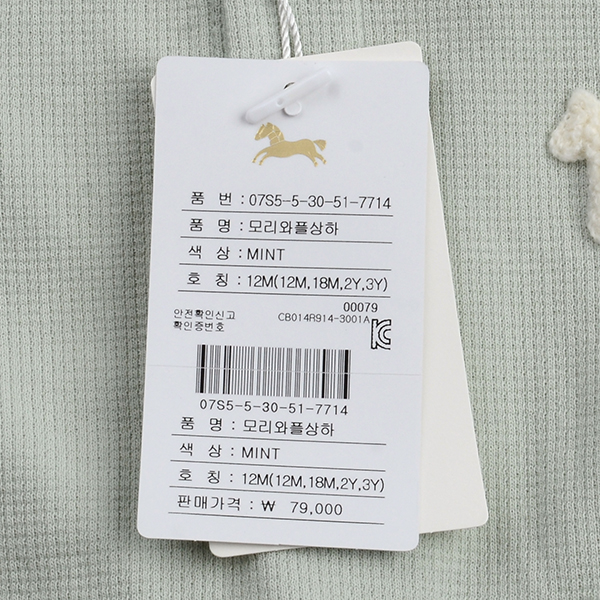 품 번 : 07S5-5-30-51-7714
품 명 : 모리와플상하
색 상 : MINT
호 칭 : 12M(12M,18M,2Y,3Y)
00079
안전확인신고 CB014R914-3001A
확인증번호
07S5-5-30-51-7714
품 명 : 모리와플상하
색 상 : MINT
호 칭 : 12M(12M,18M,2Y,3Y)
판매가격 : ₩ 79,000